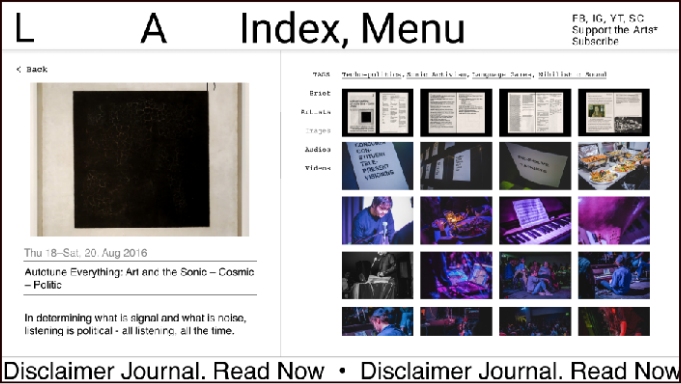 L A Index, Menu
FB, IG, YT, SC
Support the Arts*
Subscribe
< Back
TAGS Techno-politics, Sonic Activism, Language Games, Nihilist Sound
Brief
Artists
Images
Audios
Videos
Thu 18–Sat, 20, Aug 2016
Autotune Everything: Art and the Sonic – Cosmic
– Politic
In determining what is signal and what is noise,
listening is political - all listening, all the time.
Disclaimer Journal. Read Now • Disclaimer Journal. Read Now